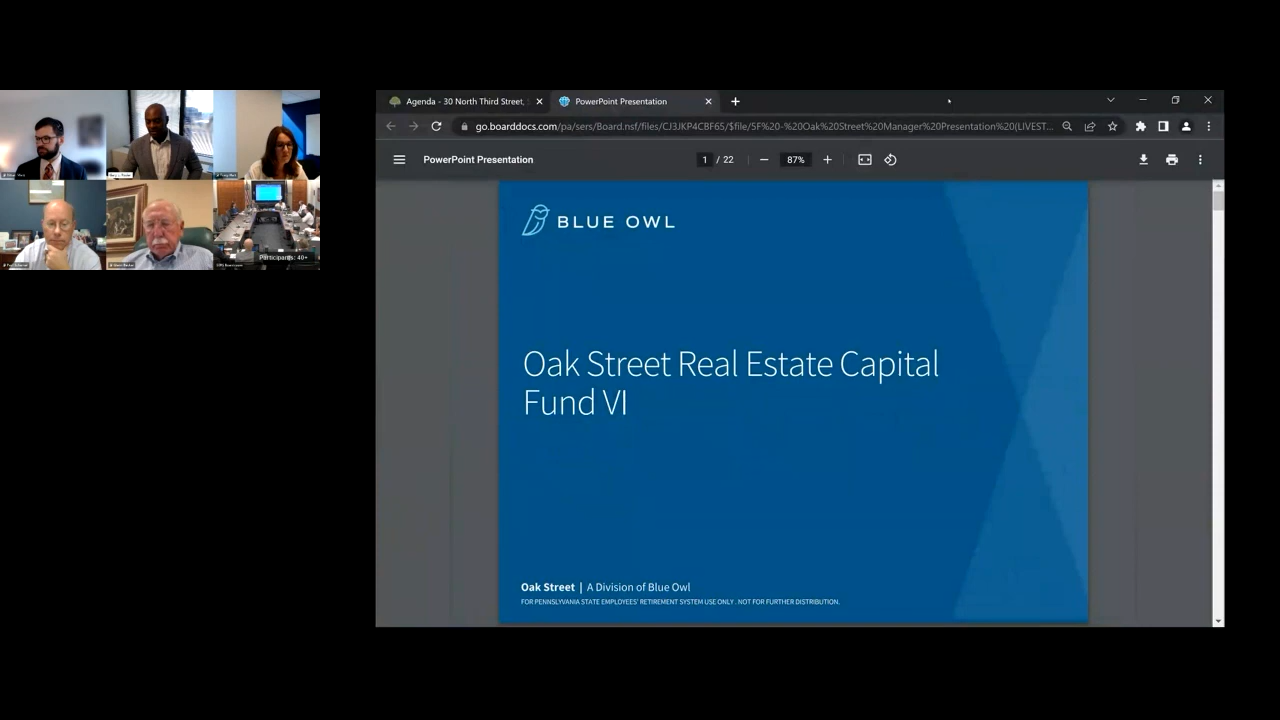 Participants: 40+
Agenda - 30 North Third Street,
PowerPoint Presentation
go.boarddocs.com/pa/sers/Board.nsf/files/CJ3JKP4CBF65/$file/5F%20-%20Oak%20Street%20Manager%20Presentation%20(LIVEST...
PowerPoint Presentation
1 / 22
87%
BLUE OWL
Oak Street Real Estate Capital
Fund VI
Oak Street | A Division of Blue Owl
FOR PENNSYLVANIA STATE EMPLOYEES' RETIREMENT SYSTEM USE ONLY . NOT FOR FURTHER DISTRIBUTION.